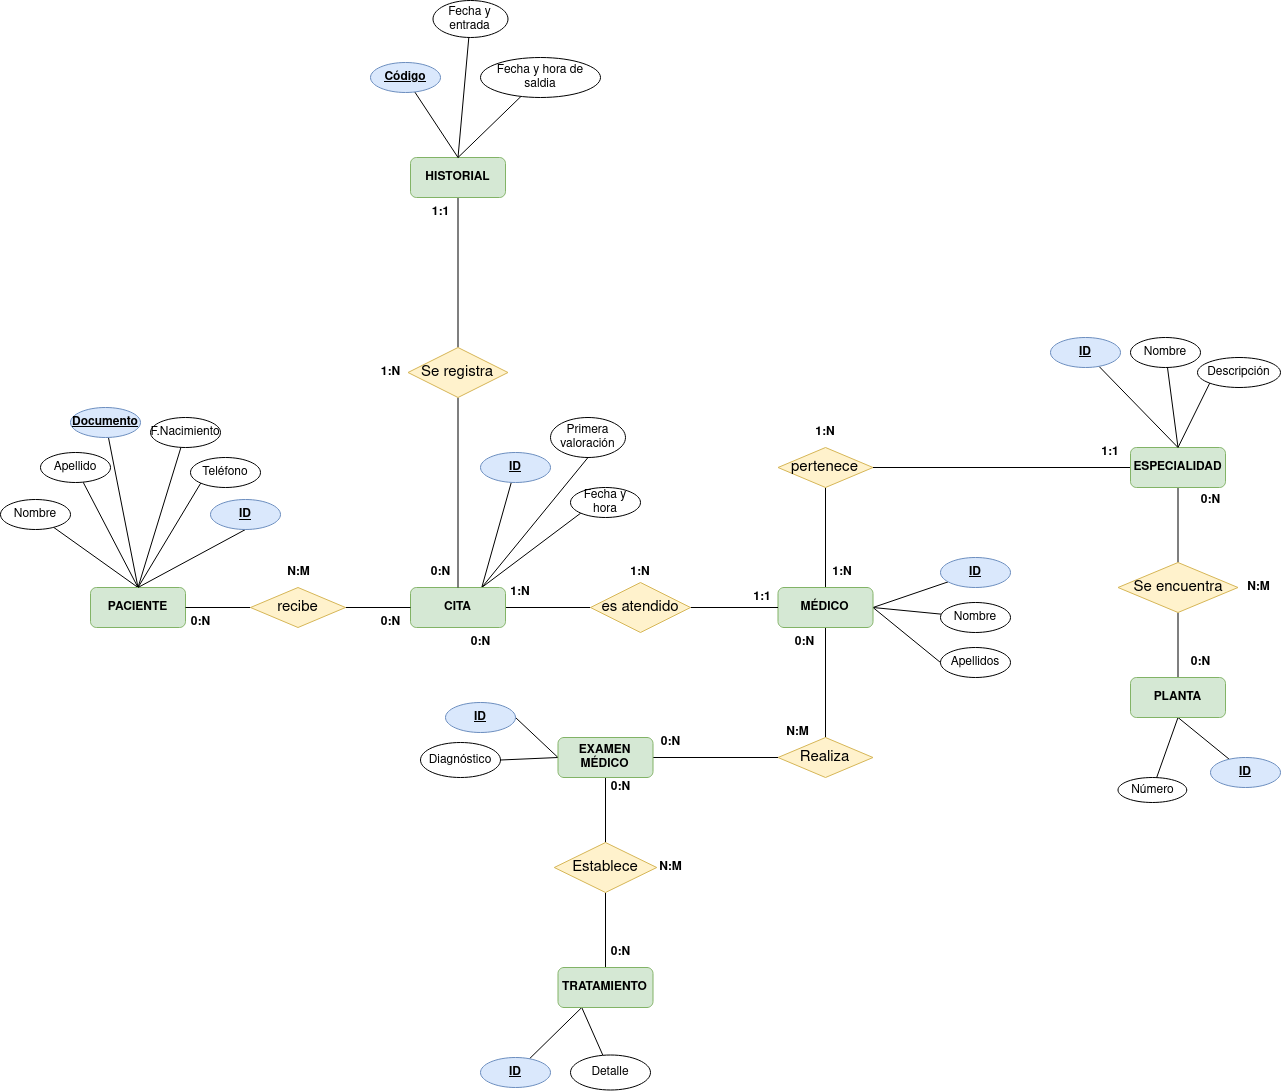 Fecha y
entrada
Código
Fecha y hora de
saldia
HISTORIAL
1:1
1:N
Se registra
Documento
F.Nacimiento
Apellido
Teléfono
Nombre
ID
Primera
valoración
ID
Fecha y
hora
1:N
pertenece
ID
Nombre
Descripción
1:1
ESPECIALIDAD
0:N
N:M
PACIENTE
0:N
recibe
0:N
0:N
CITA
1:N
0:N
1:N
es atendido
1:1
1:N
MÉDICO
0:N
ID
Nombre
Apellidos
Se encuentra
N:M
0:N
PLANTA
Número
ID
ID
Diagnóstico
EXAMEN
MÉDICO
0:N
0:N
N:M
Realiza
Establece
N:M
0:N
TRATAMIENTO
ID
Detalle